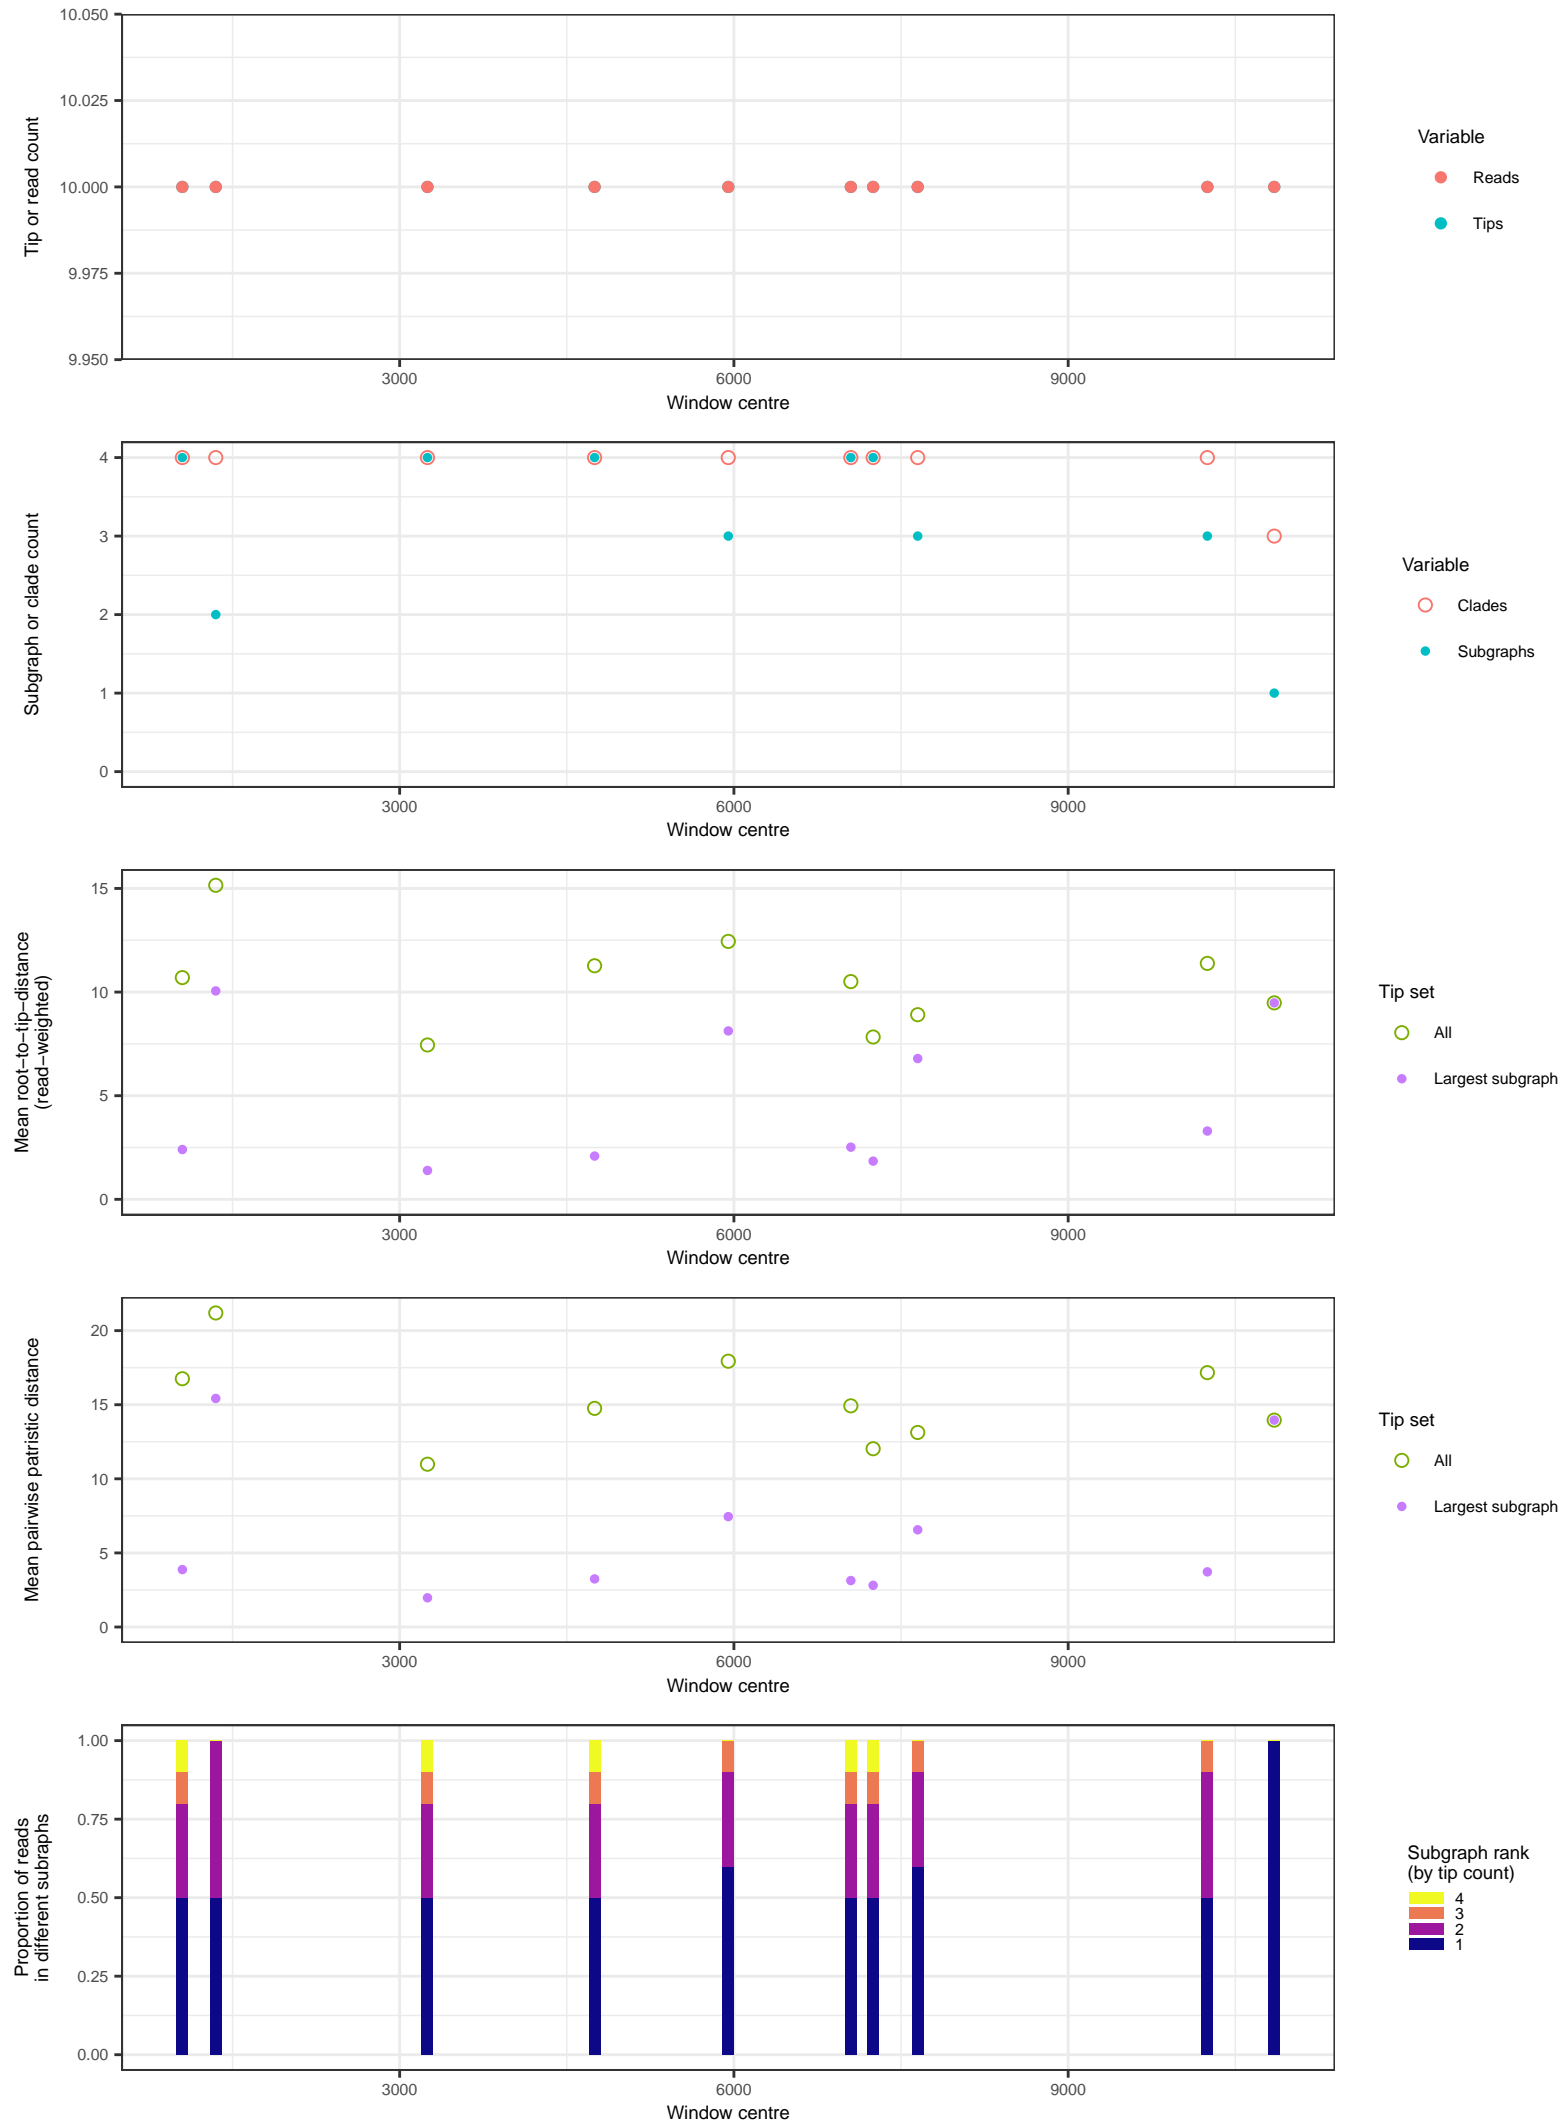 10.050
10.025
10.000
9.975
9.950
Tip or read count
3000
6000
9000
Window centre
Variable
Reads
Tips
4
3
2
1
0
Subgraph or clade count
3000
6000
9000
Window centre
Variable
Clades
Subgraphs
15
10
5
0
Mean root−to−tip−distance
(read−weighted)
3000
6000
9000
Window centre
Tip set
All
Largest subgraph
20
15
10
5
0
Mean pairwise patristic distance
3000
6000
9000
Window centre
Tip set
All
Largest subgraph
1.00
0.75
0.50
0.25
0.00
Proportion of reads
in different subraphs
3000
6000
9000
Window centre
Subgraph rank
(by tip count)
4
3
2
1